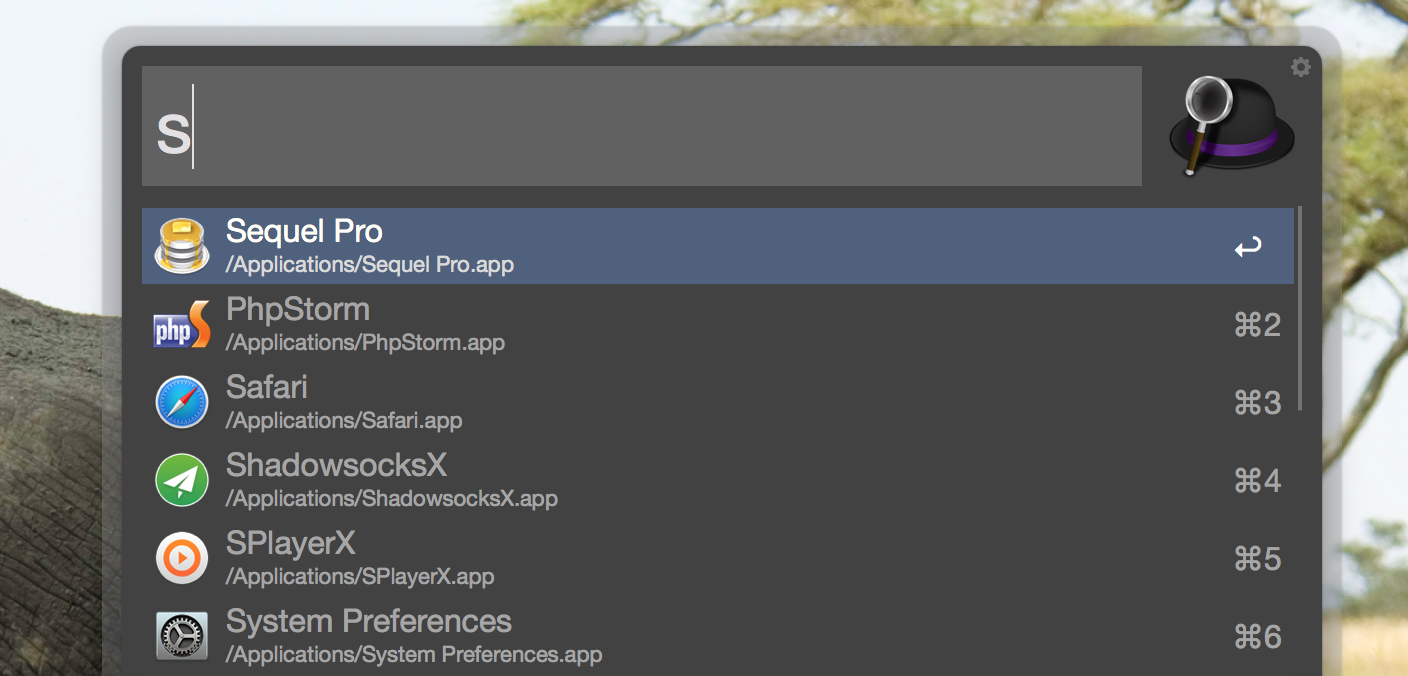 S
Sequel Pro
/Applications/Sequel Pro.app
php
PhpStorm
/Applications/PhpStorm.app
⌘2
Safari
/Applications/Safari.app
⌘3
ShadowsocksX
/Applications/ShadowsocksX.app
⌘4
SPlayerX
/Applications/SPlayerX.app
⌘5
System Preferences
/Applications/System Preferences.app
⌘6